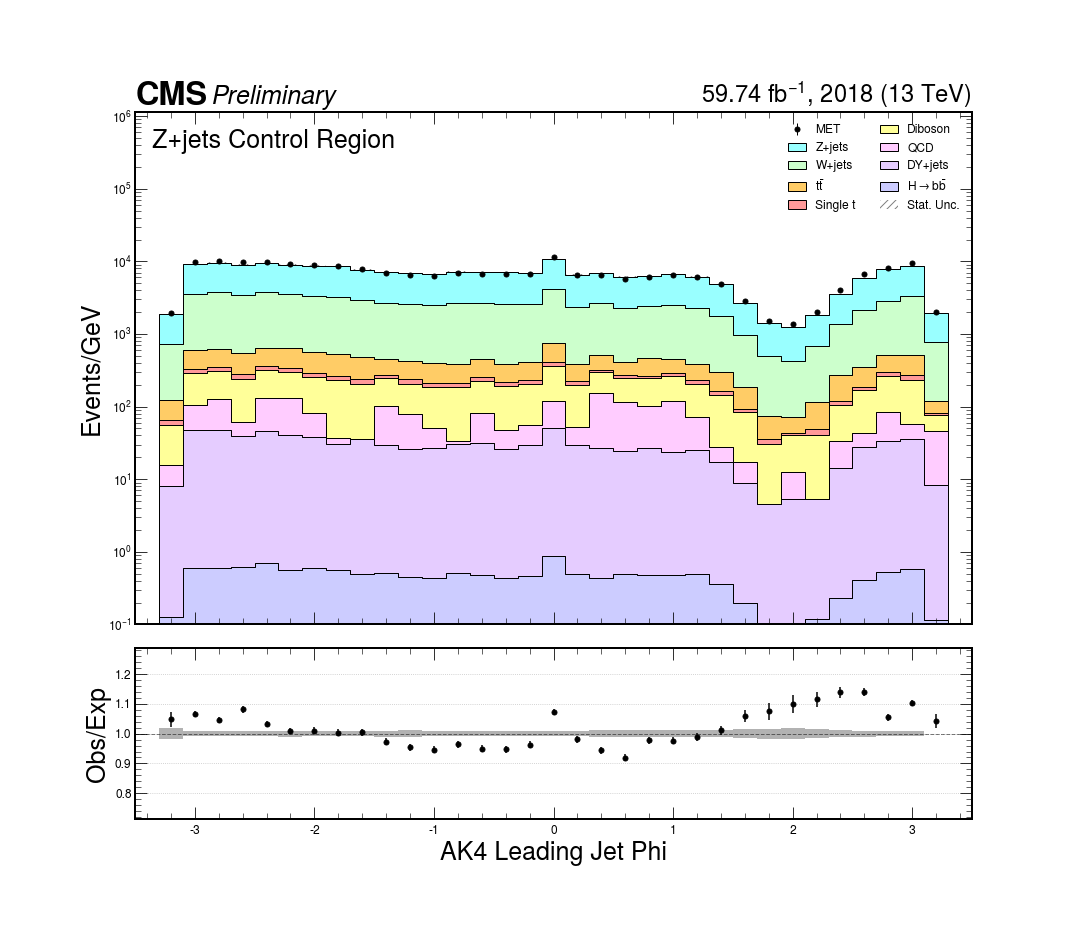 CMS Preliminary
59.74 fb⁻¹, 2018 (13 TeV)
Z+jets Control Region
MET
Z+jets
W+jets
tt̄
Single t
Diboson
QCD
DY+jets
H→bb̄
Stat. Unc.
Events/GeV
10⁶
10⁵
10⁴
10³
10²
10¹
10⁰
10⁻¹
Obs/Exp
1.2
1.1
1.0
0.9
0.8
-3 -2 -1 0 1 2 3
AK4 Leading Jet Phi